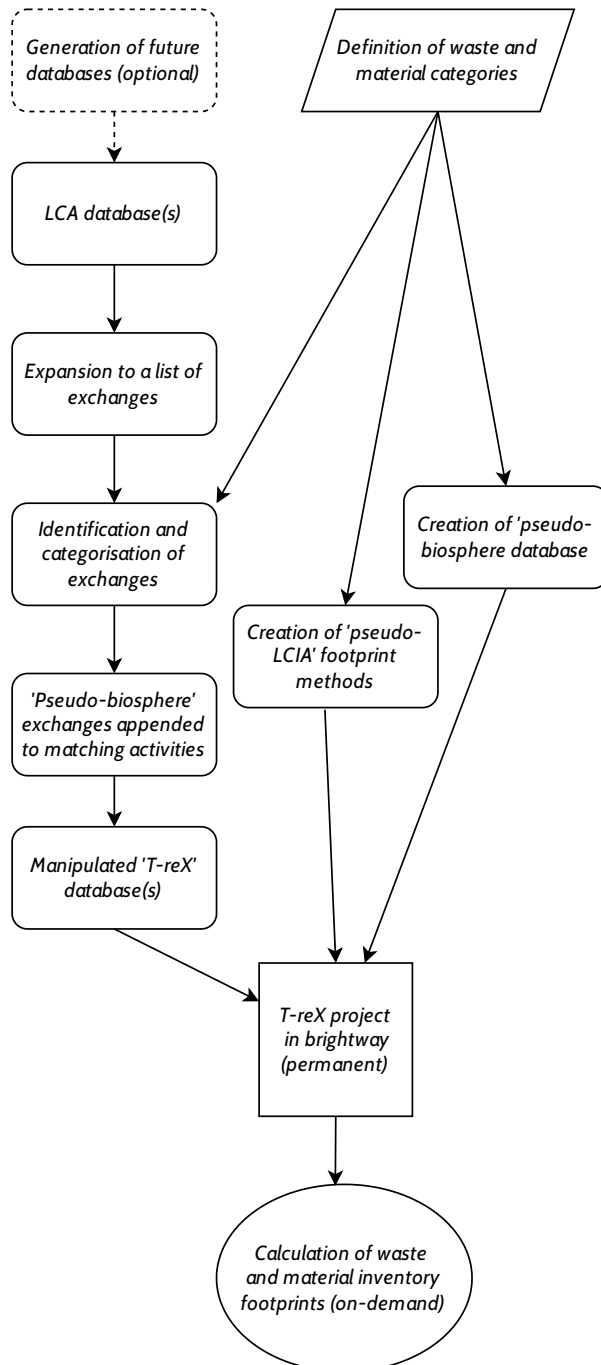 Generation of future
databases (optional)
Definition of waste and
material categories
LCA database(s)
Expansion to a list of
exchanges
Identification and
categorisation of
exchanges
Creation of 'pseudo-
biosphere database
Creation of 'pseudo-
LCIA' footprint
methods
'Pseudo-biosphere'
exchanges appended
to matching activities
Manipulated 'T-reX'
database(s)
T-reX project
in brightway
(permanent)
Calculation of waste
and material inventory
footprints (on-demand)